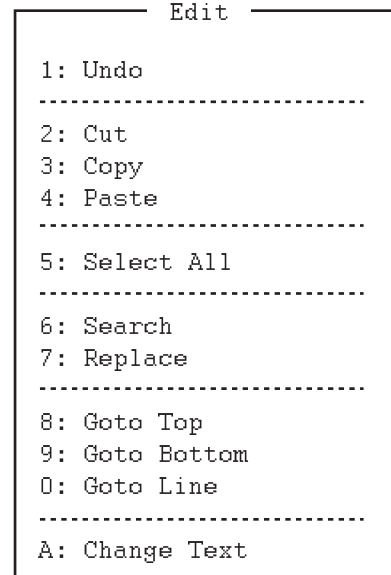 Edit
1: Undo
2: Cut
3: Copy
4: Paste
5: Select All
6: Search
7: Replace
8: Goto Top
9: Goto Bottom
0: Goto Line
A: Change Text